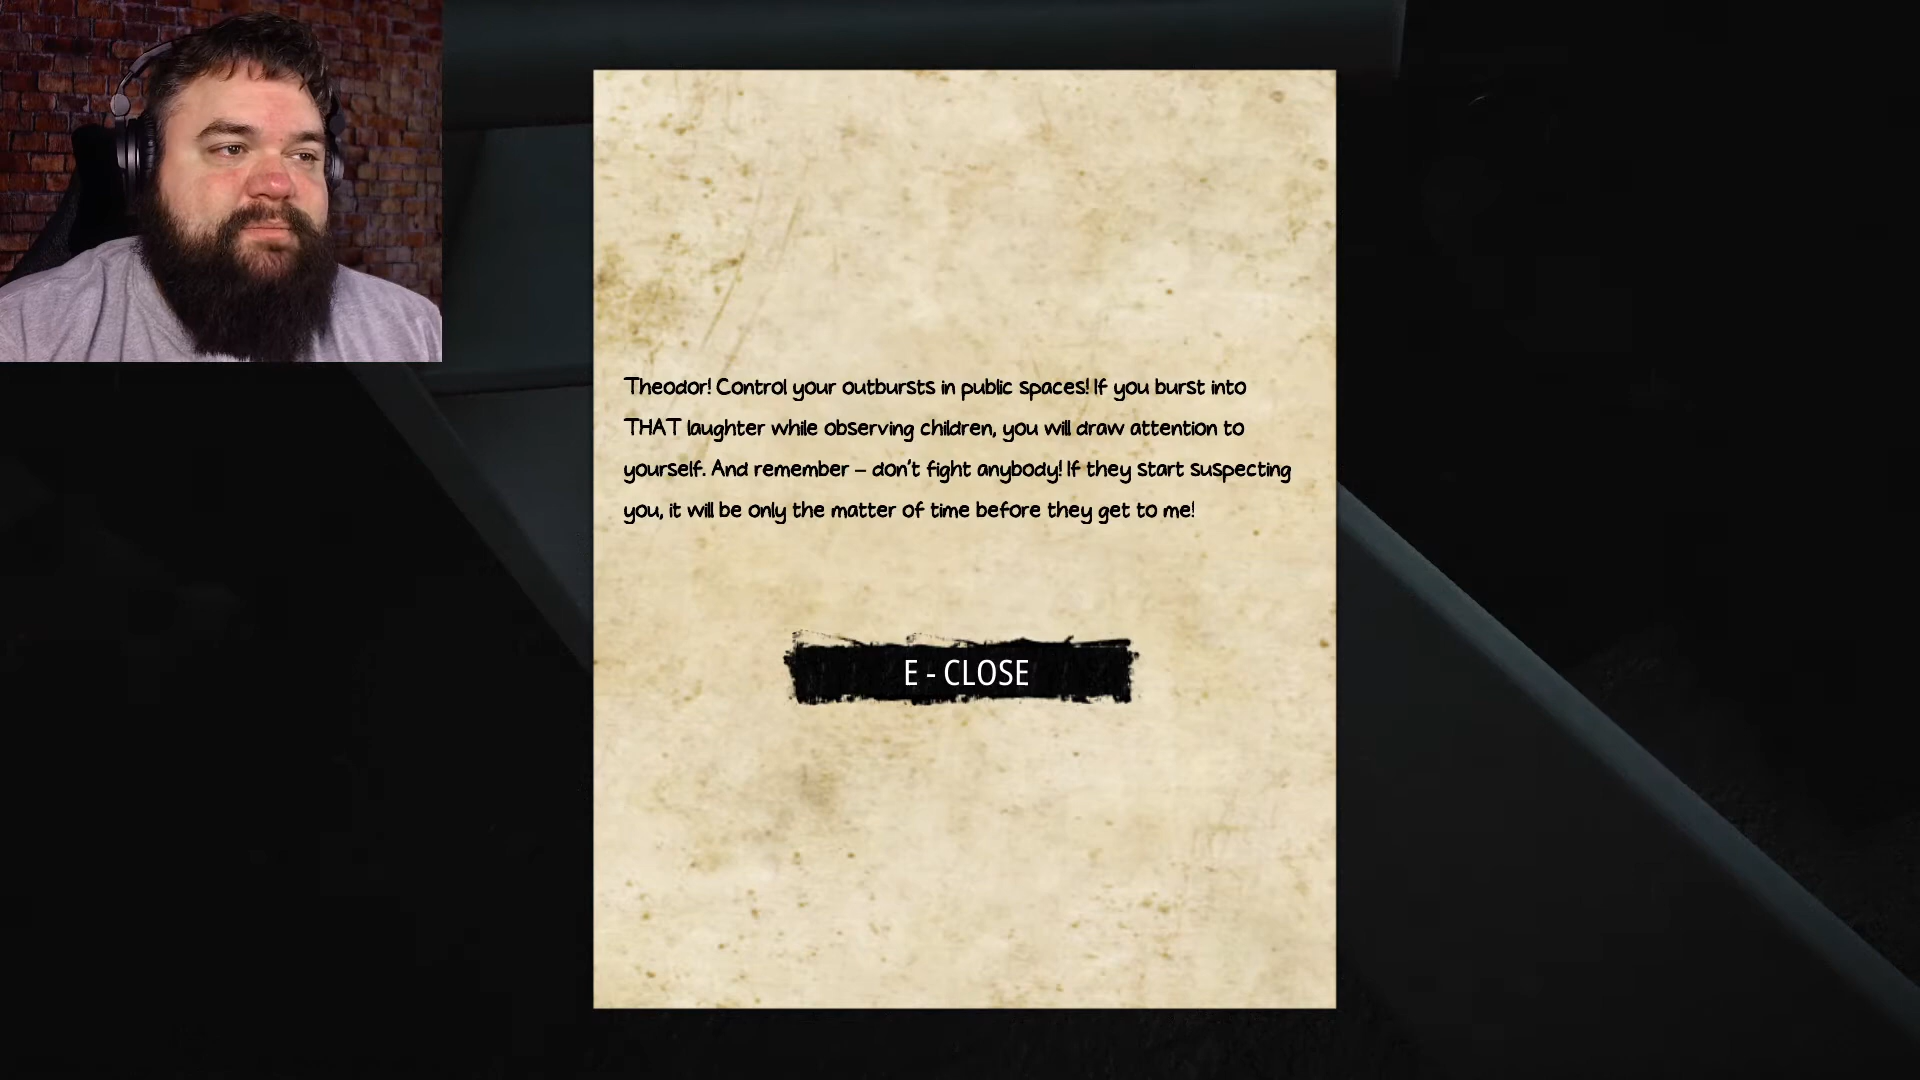 Theodor! Control your outbursts in public spaces! If you burst into
THAT laughter while observing children, you will draw attention to
yourself. And remember – don't fight anybody! If they start suspecting
you, it will be only the matter of time before they get to me!
E - CLOSE